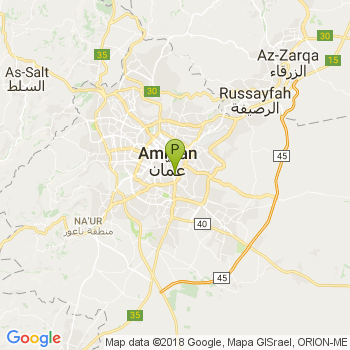 35
Az-Zarqa
الزرقاء
15
As-Salt
السلط
30
Russayfah
الرصيفة
30
P
Amman
عمان
45
NA'UR
منطقة ناعور
40
45
35
Google
Map data ©2018 Google, Mapa GISrael, ORION-ME